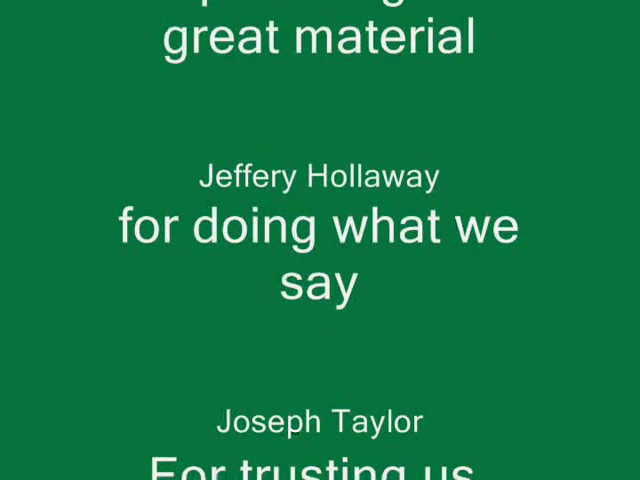 great material
Jeffery Hollaway
for doing what we
say
Joseph Taylor
For trusting us